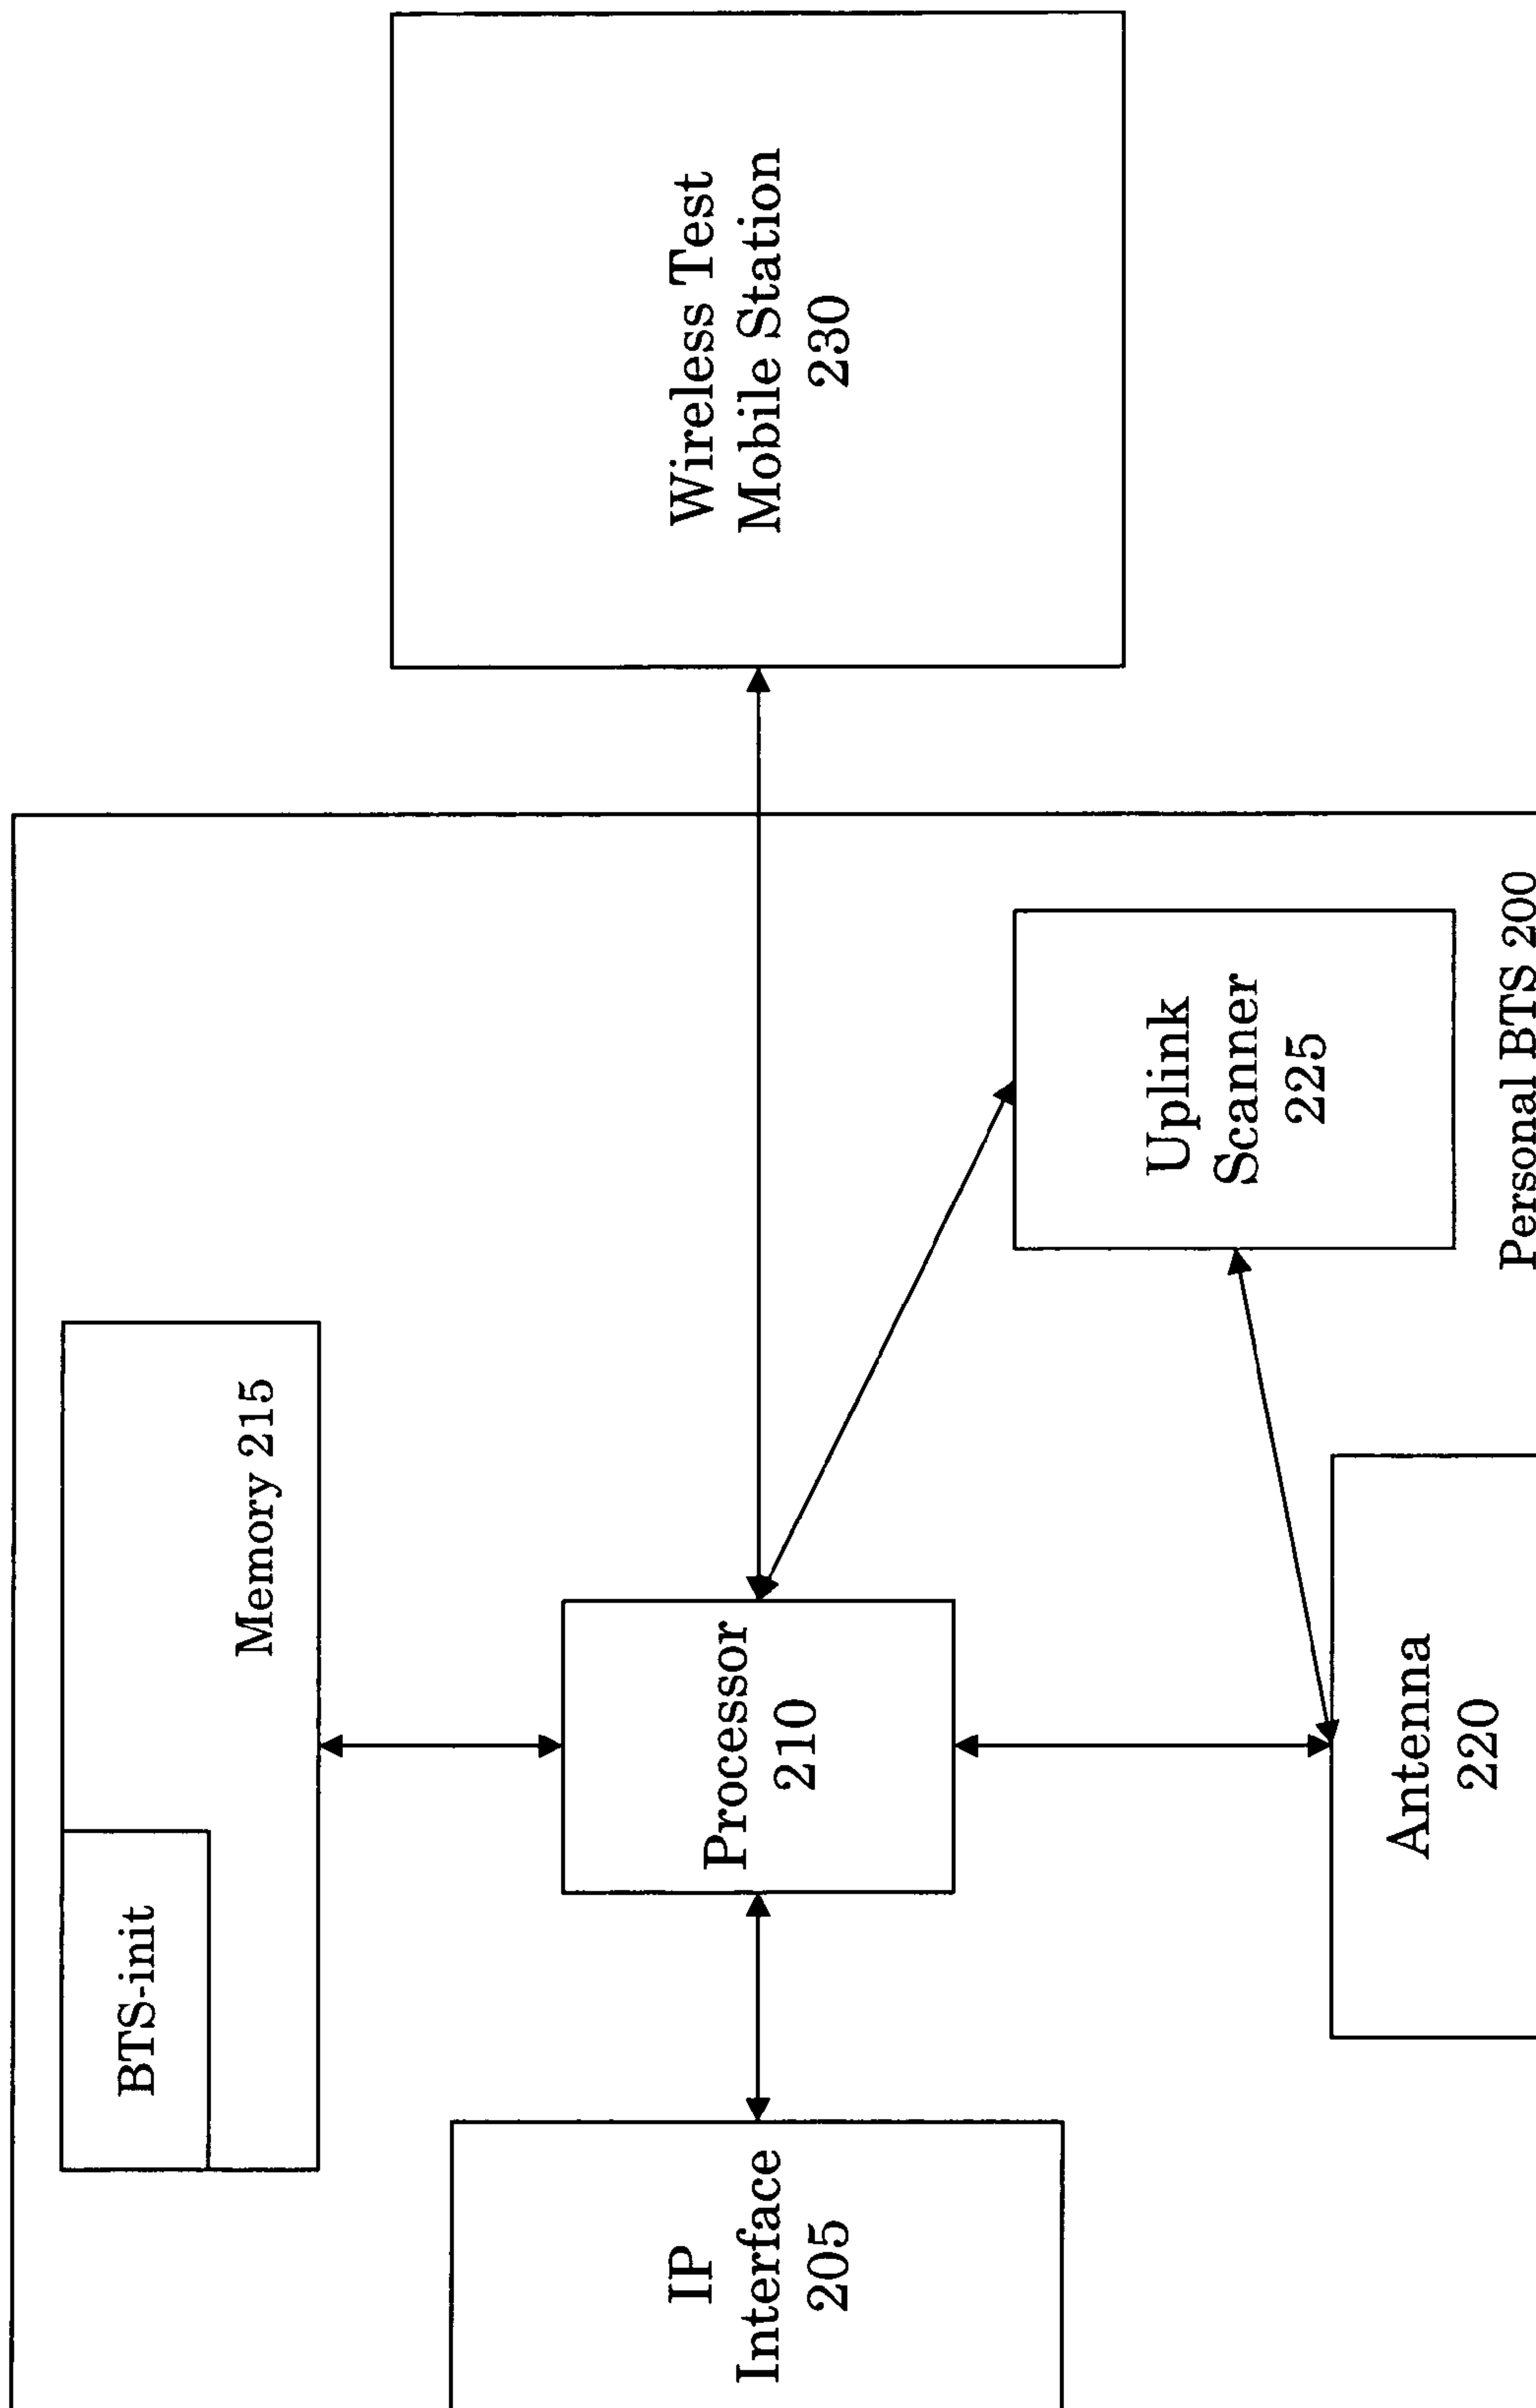 BTS-init
Memory 215
IP
Interface
205
Processor
210
Wireless Test
Mobile Station
230
Uplink
Scanner
225
Antenna
220
Personal BTS 200